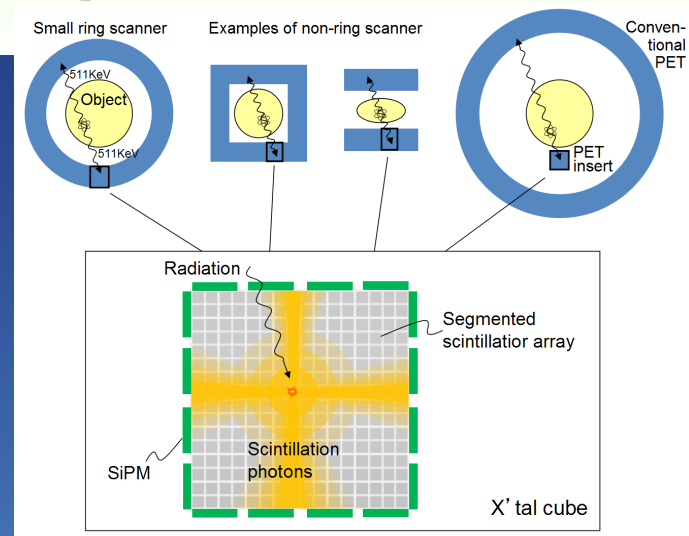 Small ring scanner
Examples of non-ring scanner
Conven-
tional
PET
511KeV
Object
511KeV
PET
insert
Radiation
Segmented
scintillatior array
Scintillation
photons
SiPM
X' tal cube